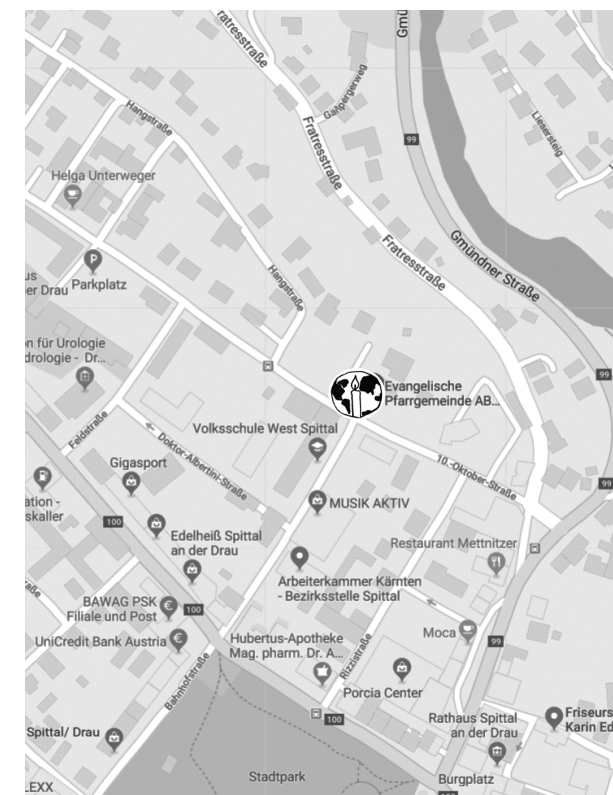 ratresstraße
Gmü
Gaħpergerweg
Liesersteig
Hangstraße
99
Fratresstraße
Helga Unterweger
Fratresstraße
Gmündner Straße
P
us
er Drau
Parkplatz
Hangstraße
n für Urologie
drologie - Dr...
99
Evangelische
Pfarrgemeinde AB...
Feldstraße
Volksschule West Spittal
Doktor-Albertini-Straße
Gigasport
10.-Oktober-Straße
99
ation -
skaller
MUSIK AKTIV
100
Edelheiß Spittal
an der Drau
Restaurant Mettnitzer
Arbeiterkammer Kärnten
- Bezirksstelle Spittal
aße
BAWAG PSK
Filiale und Post
€
100
UniCredit Bank Austria
€
Hubertus-Apotheke
Mag. pharm. Dr. A...
Moca
99
Rizzistraße
Bahnhofstraße
Porcia Center
100
Rathaus Spittal
an der Drau
Friseurs
Karin Ed
Spittal/ Drau
Stadtpark
Burgplatz
LEXX